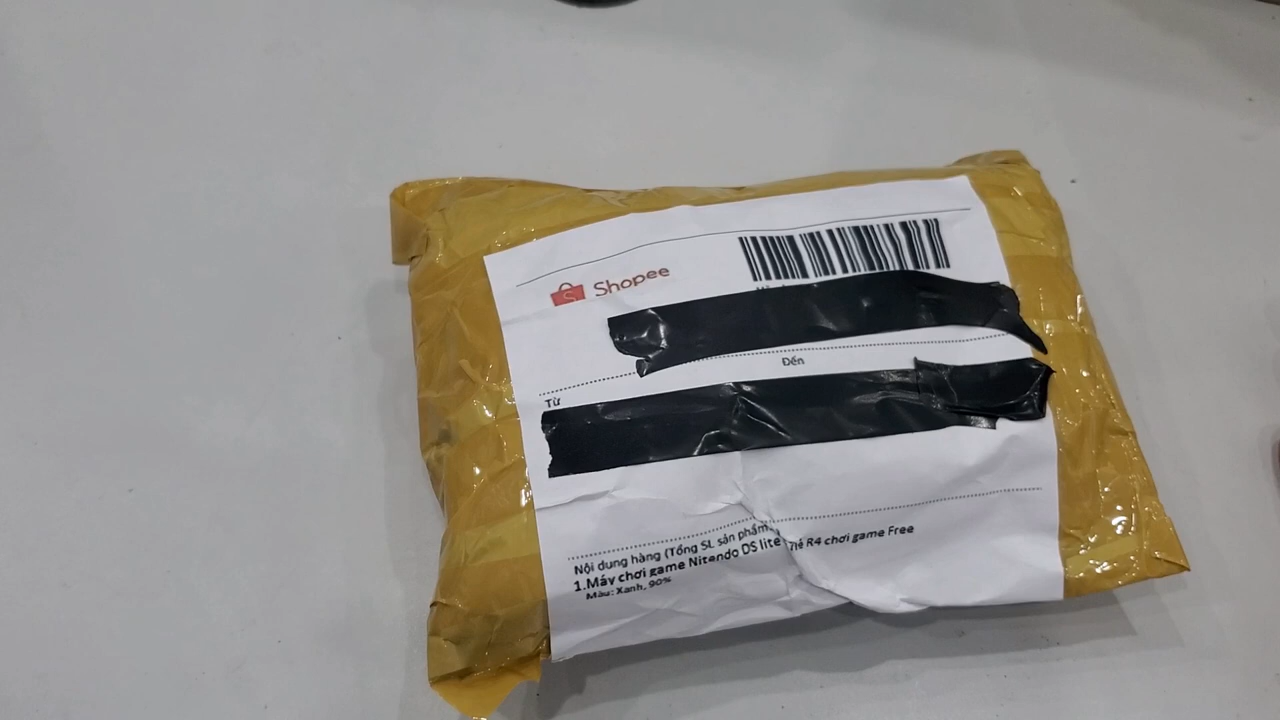 Shopee
Đến
Từ
Nội dung hàng (Tổng SL sản phẩm
1.Máy chơi game Nitendo DS lite Thẻ R4 chơi game Free
Màu: Xanh, 90%